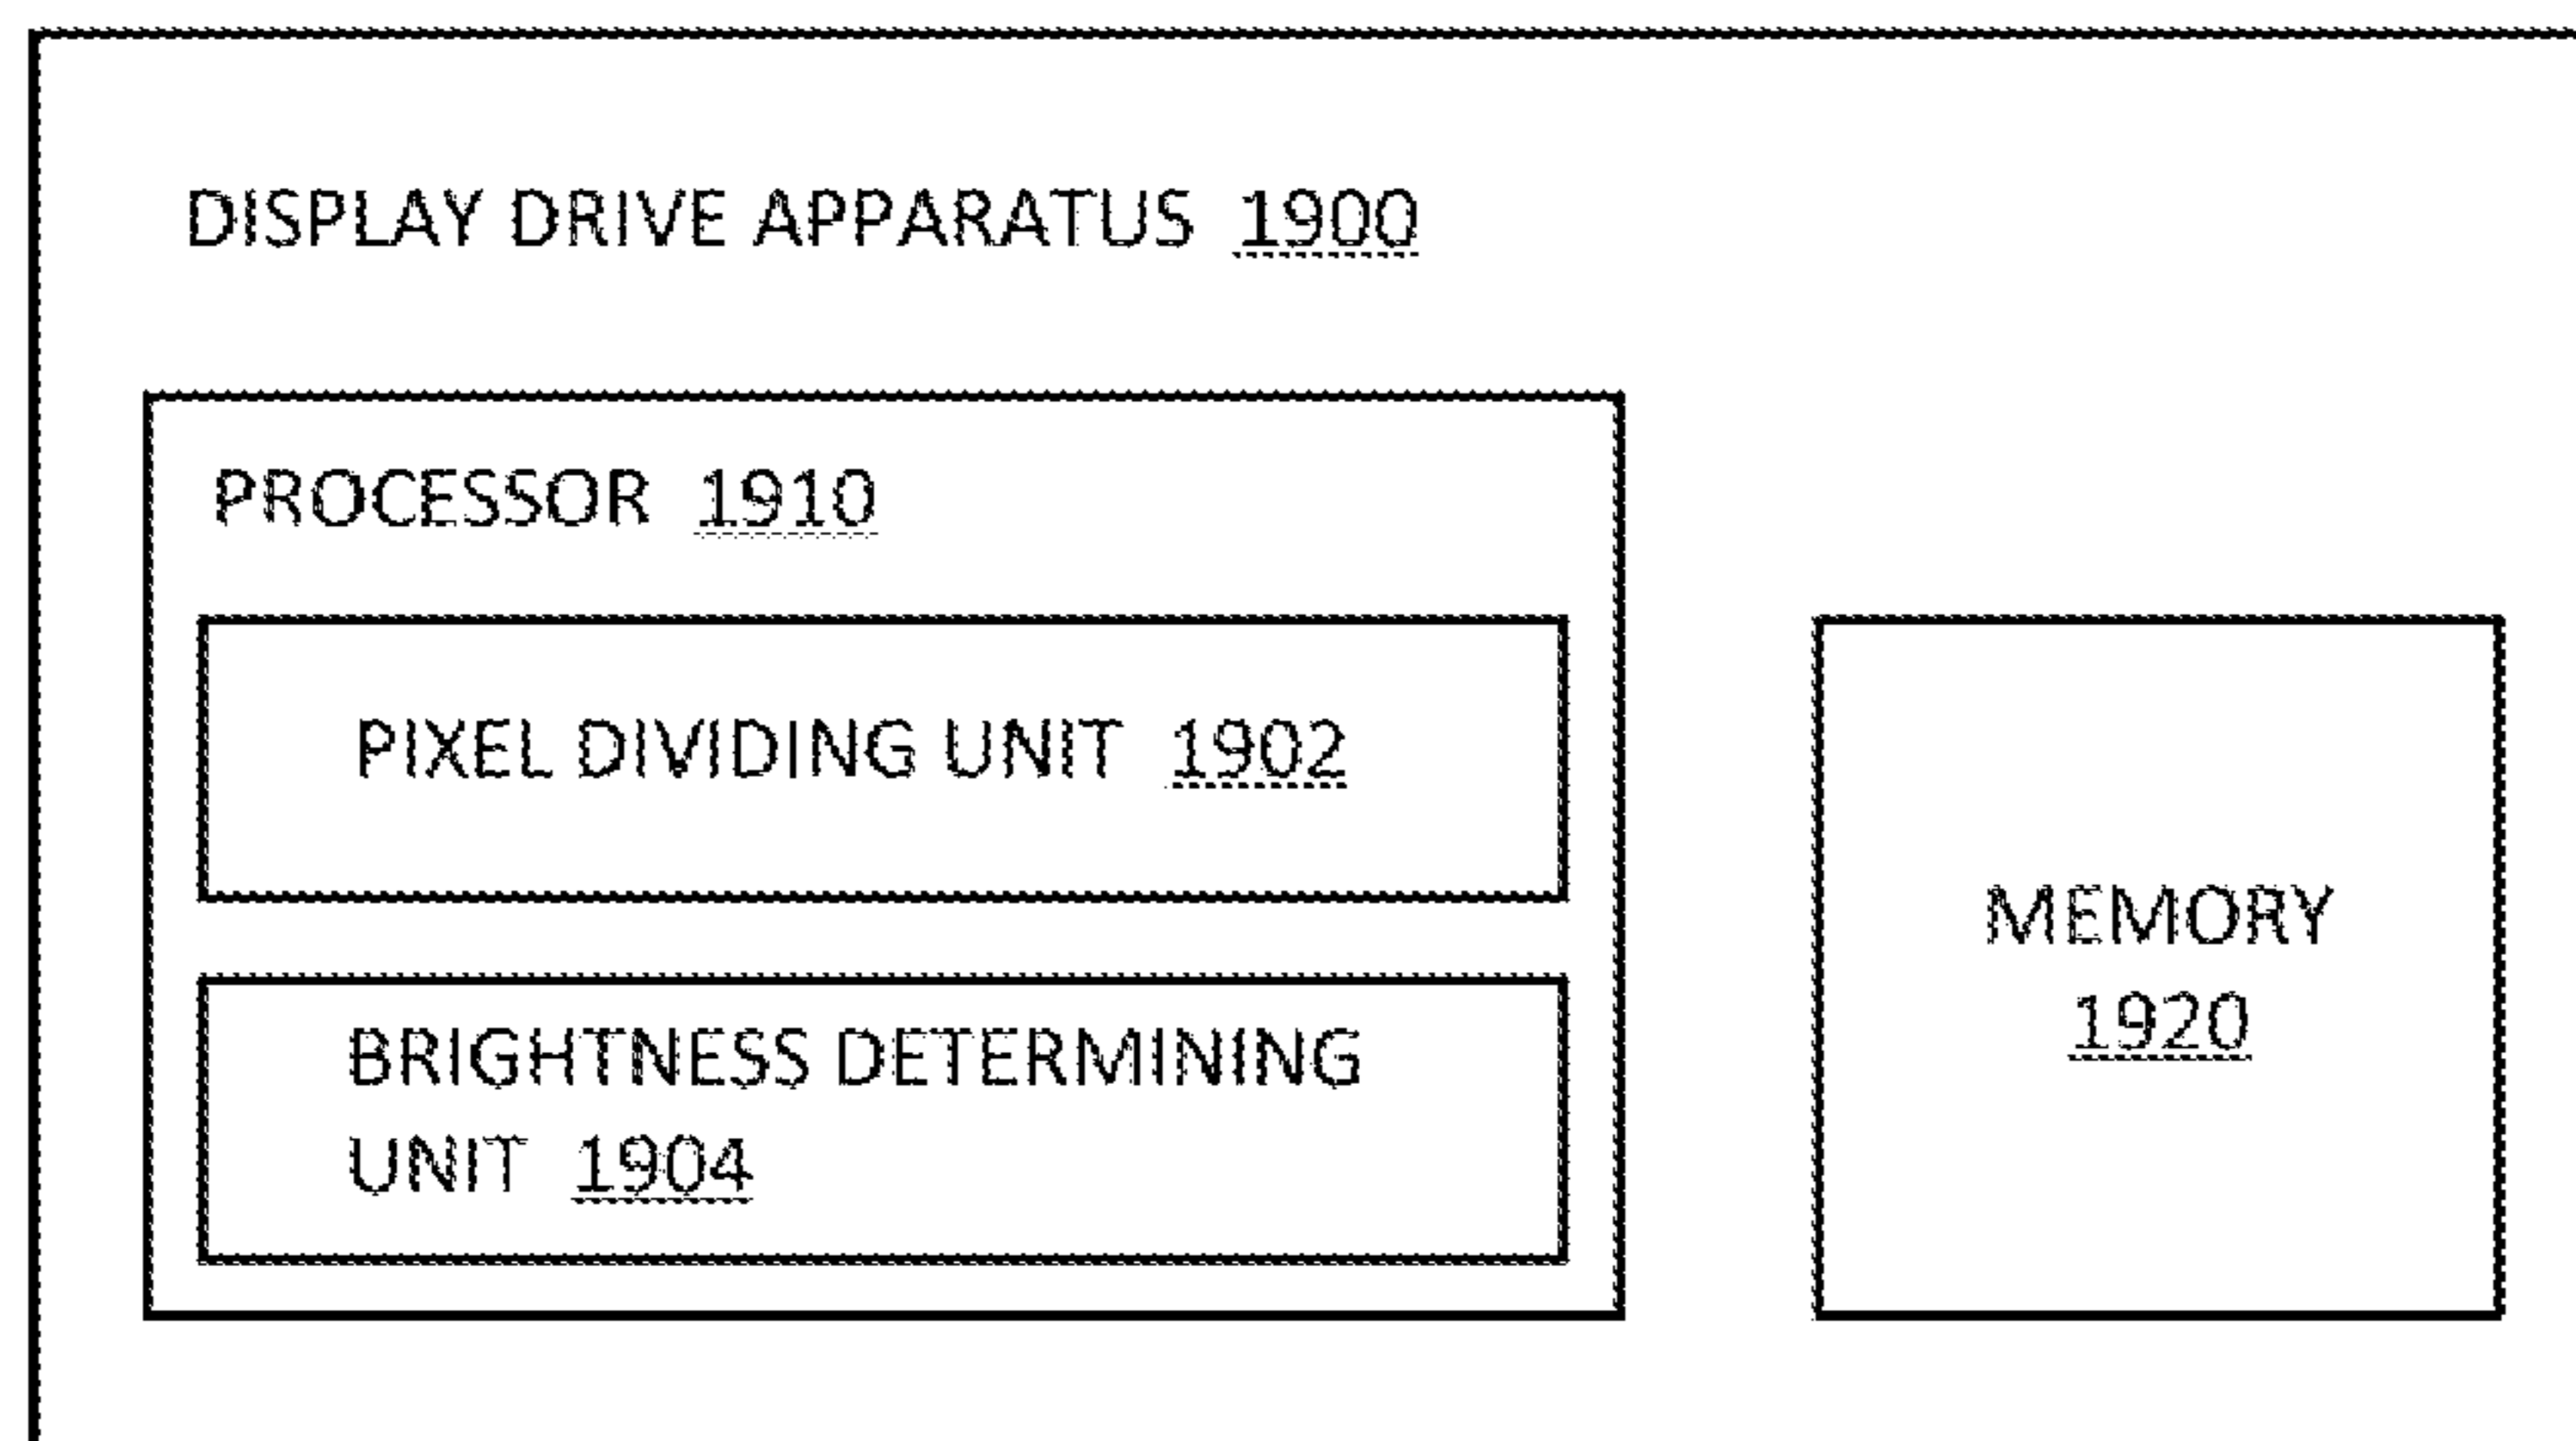 DISPLAY DRIVE APPARATUS 1900
PROCESSOR 1910
PIXEL DIVIDING UNIT 1902
BRIGHTNESS DETERMINING
UNIT 1904
MEMORY
1920